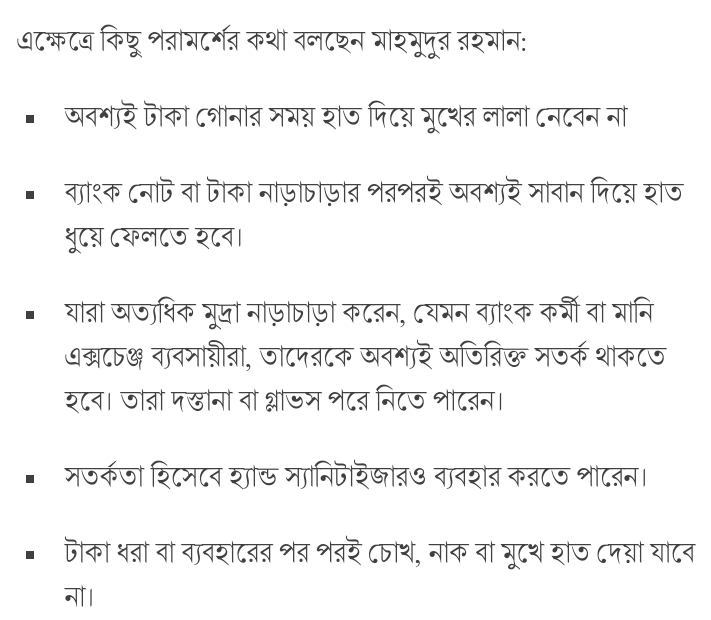 এক্ষেত্রে কিছু পরামর্শের কথা বলছেন মাহমুদুর রহমান:
▪ অবশ্যই টাকা গোনার সময় হাত দিয়ে মুখের লালা নেবেন না
▪ ব্যাংক নোট বা টাকা নাড়াচাড়ার পরপরই অবশ্যই সাবান দিয়ে হাত
ধুয়ে ফেলতে হবে।
▪ যারা অত্যধিক মুদ্রা নাড়াচাড়া করেন, যেমন ব্যাংক কর্মী বা মানি
এক্সচেঞ্জ ব্যবসায়ীরা, তাদেরকে অবশ্যই অতিরিক্ত সতর্ক থাকতে
হবে। তারা দস্তানা বা গ্লাভস পরে নিতে পারেন।
▪ সতর্কতা হিসেবে হ্যান্ড স্যানিটাইজারও ব্যবহার করতে পারেন।
▪ টাকা ধরা বা ব্যবহারের পর পরই চোখ, নাক বা মুখে হাত দেয়া যাবে
না।